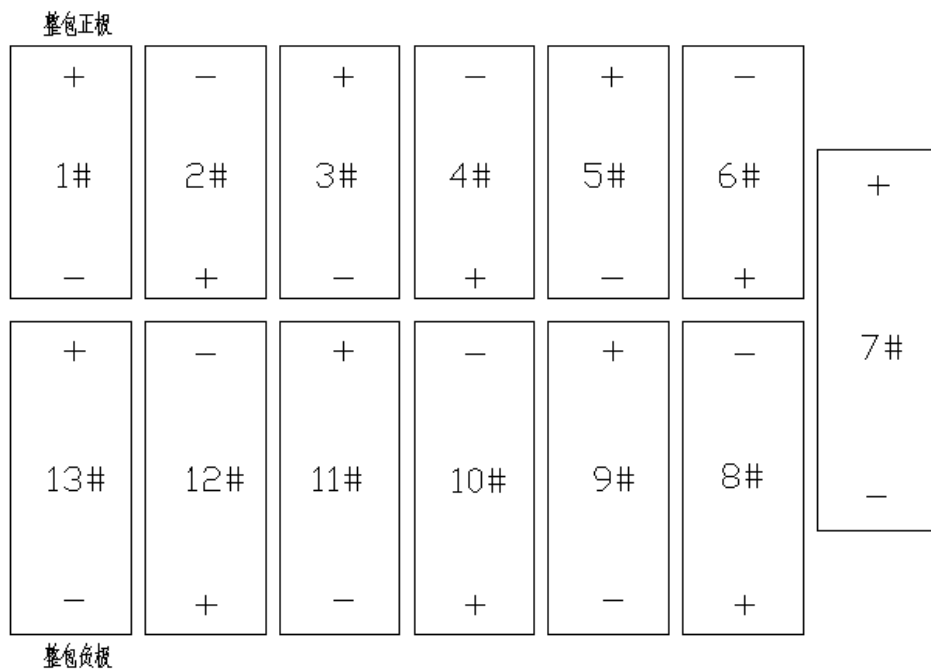 整包正极
+ − + − + −
+
1# 2# 3# 4# 5# 6#
− + − + − +
7#
+ − + − + −
13# 12# 11# 10# 9# 8#
−
− + − + − +
整包负极